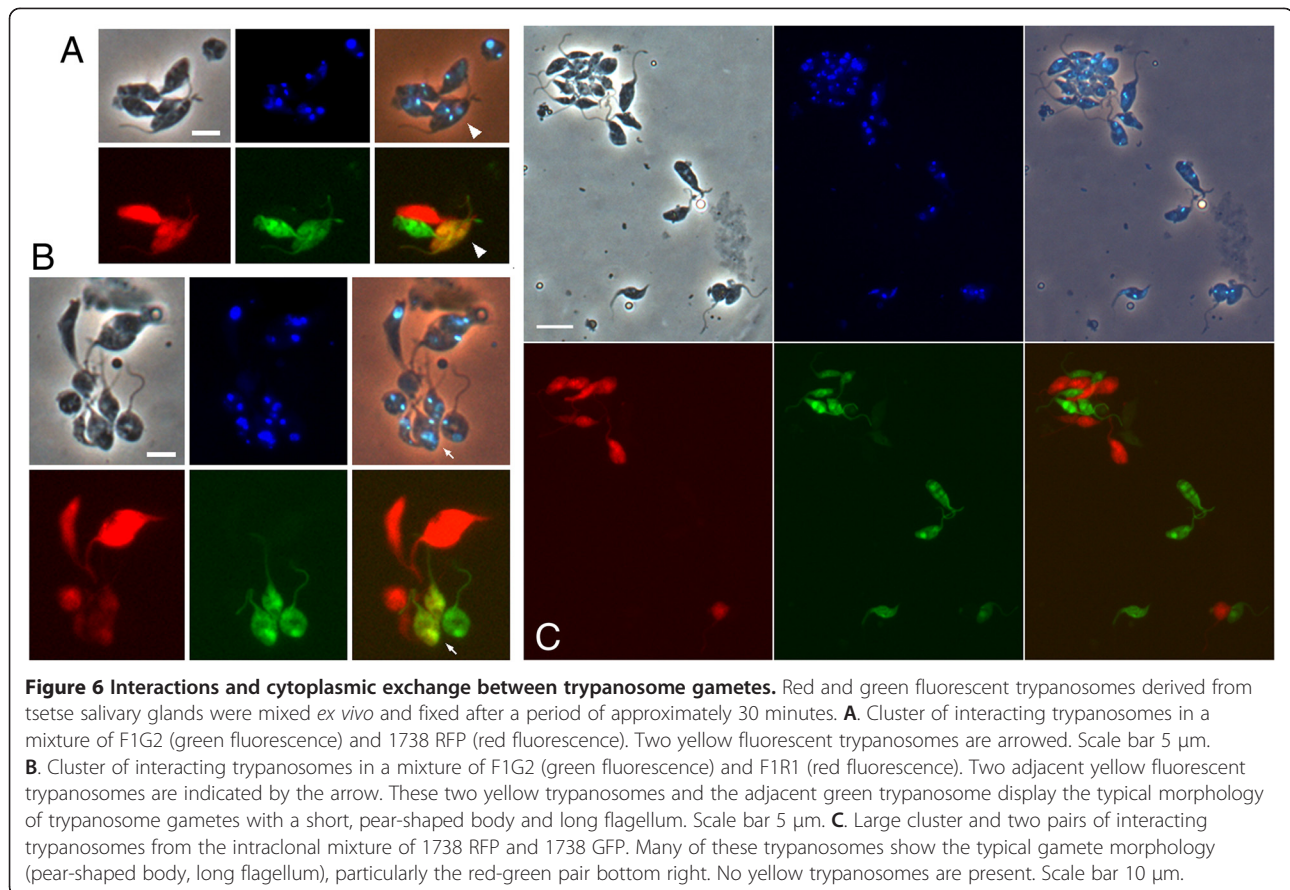 A
B
C
Figure 6 Interactions and cytoplasmic exchange between trypanosome gametes. Red and green fluorescent trypanosomes derived from
tsetse salivary glands were mixed ex vivo and fixed after a period of approximately 30 minutes. A. Cluster of interacting trypanosomes in a
mixture of F1G2 (green fluorescence) and 1738 RFP (red fluorescence). Two yellow fluorescent trypanosomes are arrowed. Scale bar 5 μm.
B. Cluster of interacting trypanosomes in a mixture of F1G2 (green fluorescence) and F1R1 (red fluorescence). Two adjacent yellow fluorescent
trypanosomes are indicated by the arrow. These two yellow trypanosomes and the adjacent green trypanosome display the typical morphology
of trypanosome gametes with a short, pear-shaped body and long flagellum. Scale bar 5 μm. C. Large cluster and two pairs of interacting
trypanosomes from the intraclonal mixture of 1738 RFP and 1738 GFP. Many of these trypanosomes show the typical gamete morphology
(pear-shaped body, long flagellum), particularly the red-green pair bottom right. No yellow trypanosomes are present. Scale bar 10 μm.